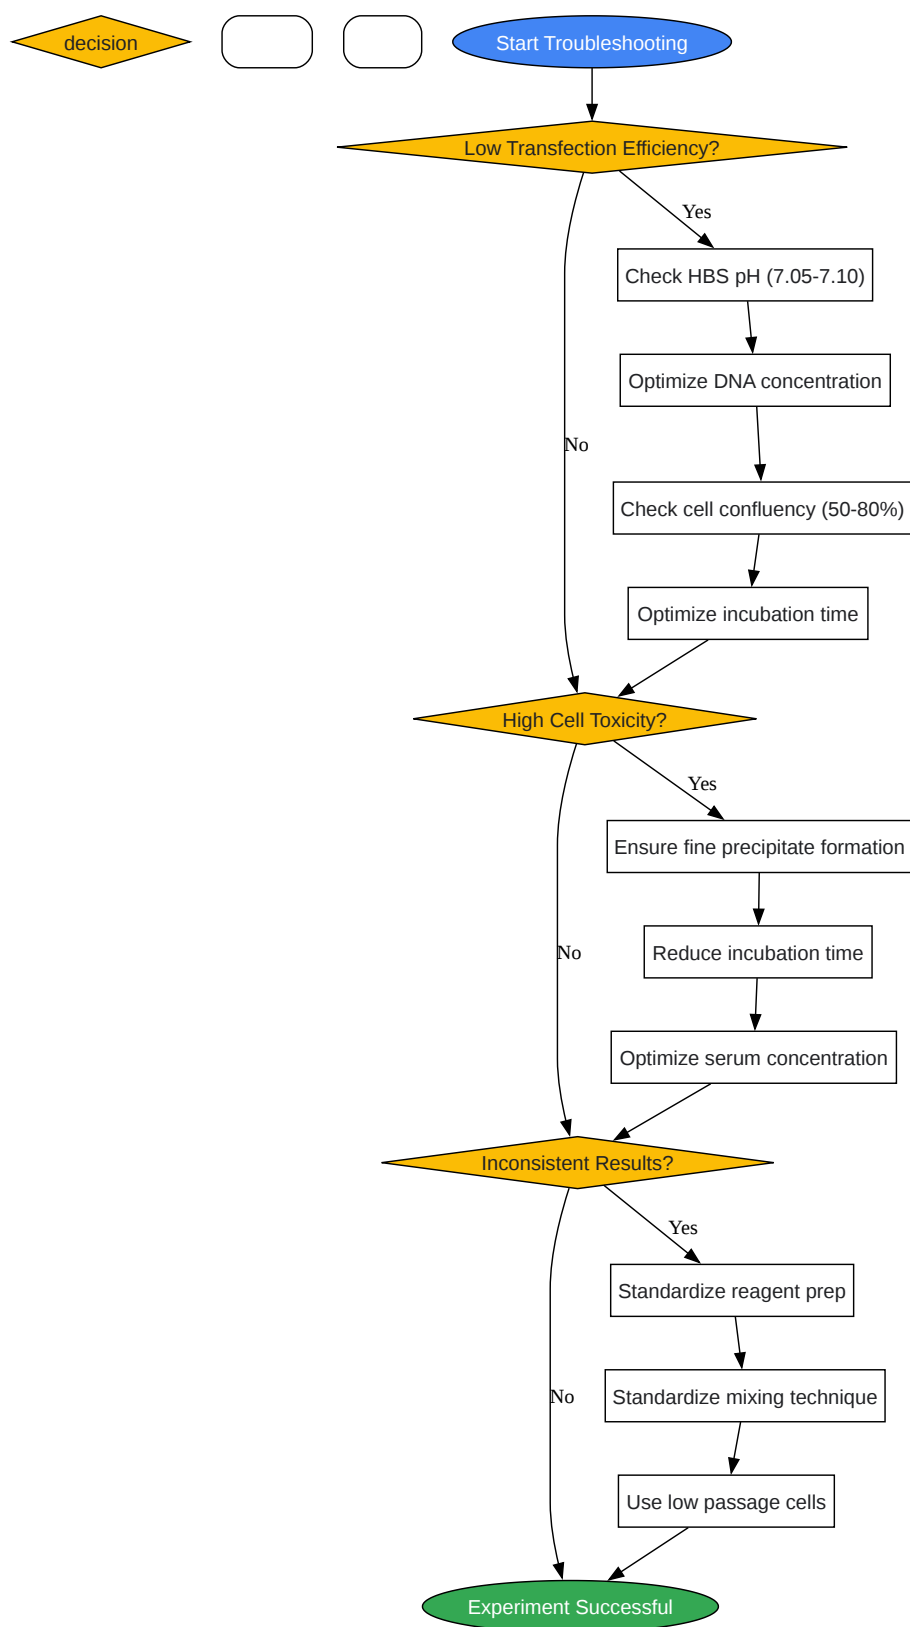 decision
Start Troubleshooting
Low Transfection Efficiency?
Yes
Check HBS pH (7.05-7.10)
Optimize DNA concentration
No
Check cell confluency (50-80%)
Optimize incubation time
High Cell Toxicity?
Yes
Ensure fine precipitate formation
No
Reduce incubation time
Optimize serum concentration
Inconsistent Results?
Yes
Standardize reagent prep
No
Standardize mixing technique
Use low passage cells
Experiment Successful